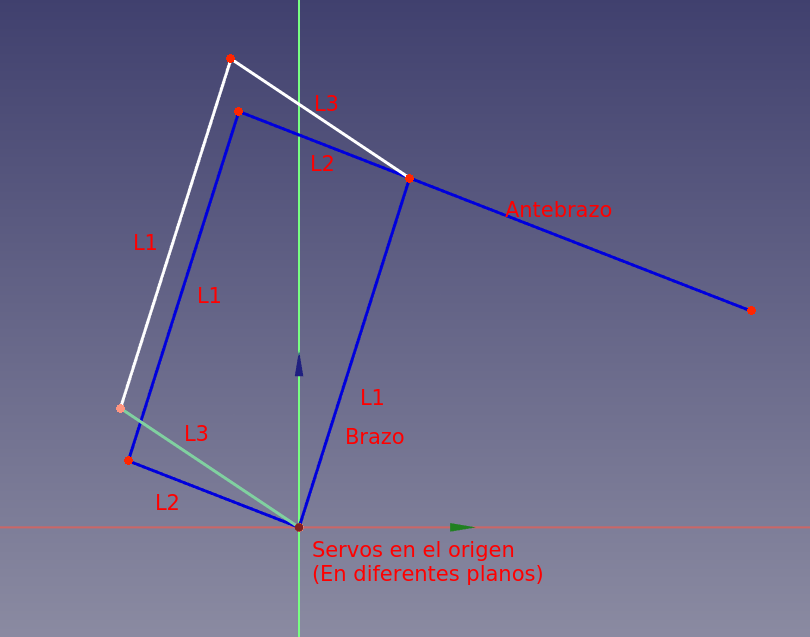 L3
L2
Antebrazo
L1
L1
L1
Brazo
L3
L2
Servos en el origen
(En diferentes planos)